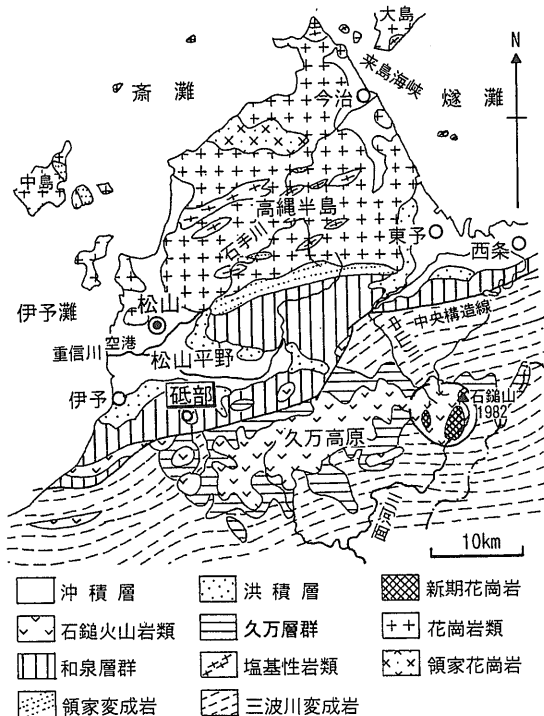 大島
N
来島海峡
斎灘
今治
燧灘
中島
高縄半島
石手川
東予
西条
伊予灘
松山
中山川
中央構造線
重信川
空港
松山平野
伊予
砥部
石鎚山
1982
久万高原
面河川
10km
沖積層
洪積層
新期花崗岩
石鎚火山岩類
久万層群
花崗岩類
和泉層群
塩基性岩類
領家花崗岩
領家変成岩
三波川変成岩